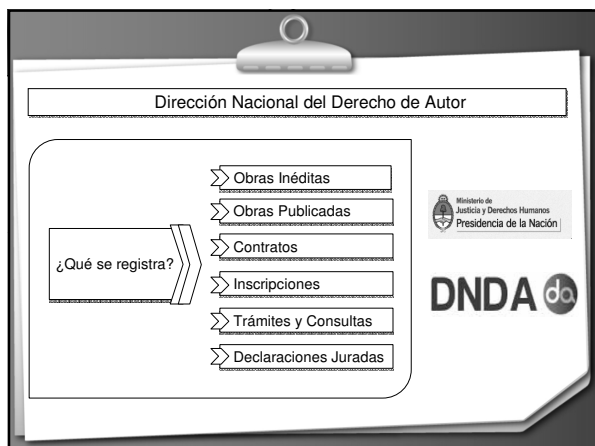 Dirección Nacional del Derecho de Autor
¿Qué se registra?
Obras Inéditas
Obras Publicadas
Contratos
Inscripciones
Trámites y Consultas
Declaraciones Juradas
Ministerio de
Justicia y Derechos Humanos
Presidencia de la Nación
DNDA da